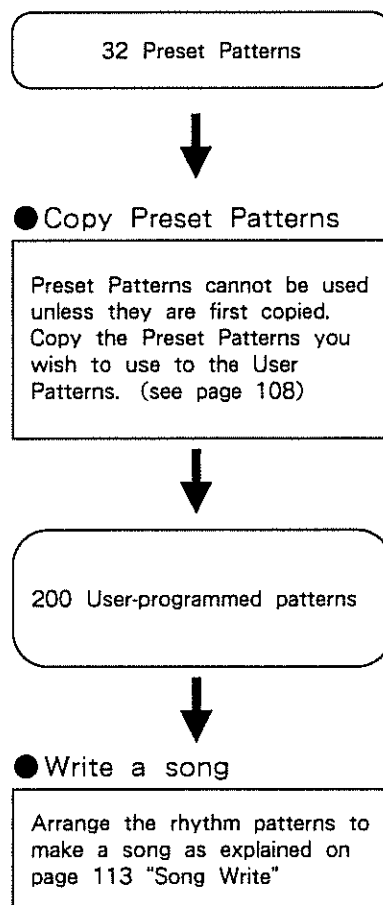 32 Preset Patterns
●Copy Preset Patterns
Preset Patterns cannot be used
unless they are first copied.
Copy the Preset Patterns you
wish to use to the User
Patterns. (see page 108)
200 User-programmed patterns
●Write a song
Arrange the rhythm patterns to
make a song as explained on
page 113 "Song Write"